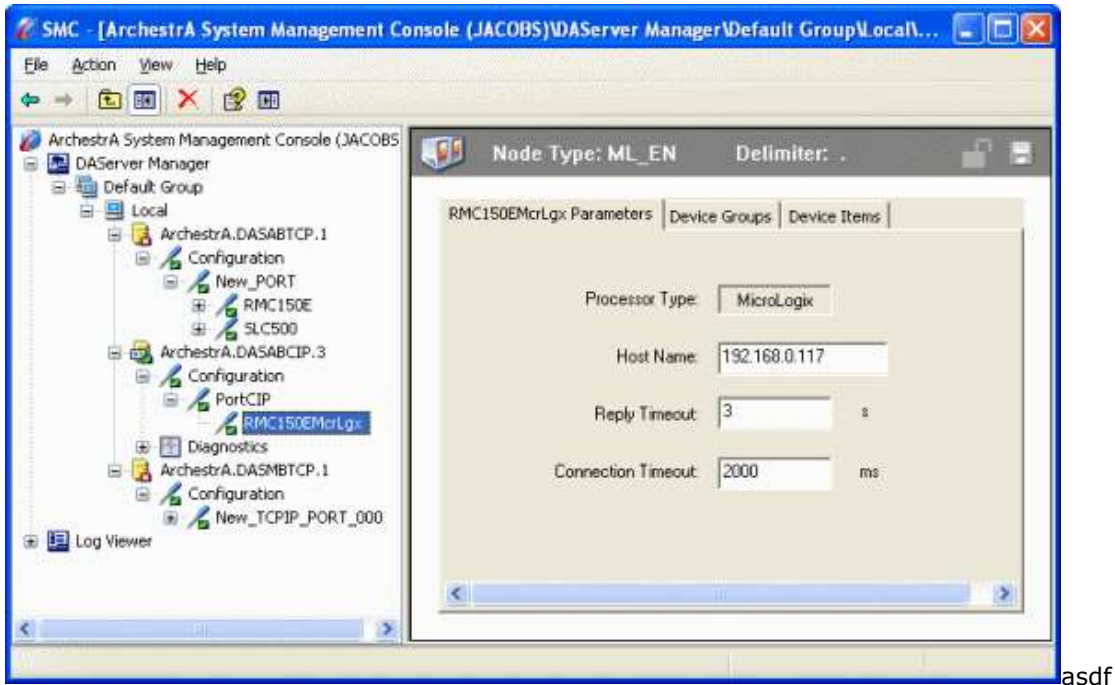 SMC - [ArchestrA System Management Console (JACOBS)\DAServer Manager\Default Group\Local\...
File Action View Help
ArchestrA System Management Console (JACOBS
DAServer Manager
Default Group
Local
ArchestrA.DASABTCP.1
Configuration
New_PORT
RMC150E
SLC500
ArchestrA.DASABCIP.3
Configuration
PortCIP
RMC150EMcrLgx
Diagnostics
ArchestrA.DASMBTCP.1
Configuration
New_TCPIP_PORT_000
Log Viewer
Node Type: ML_EN Delimiter: .
RMC150EMcrLgx Parameters Device Groups Device Items
Processor Type: MicroLogix
Host Name: 192.168.0.117
Reply Timeout: 3 s
Connection Timeout: 2000 ms
asdf